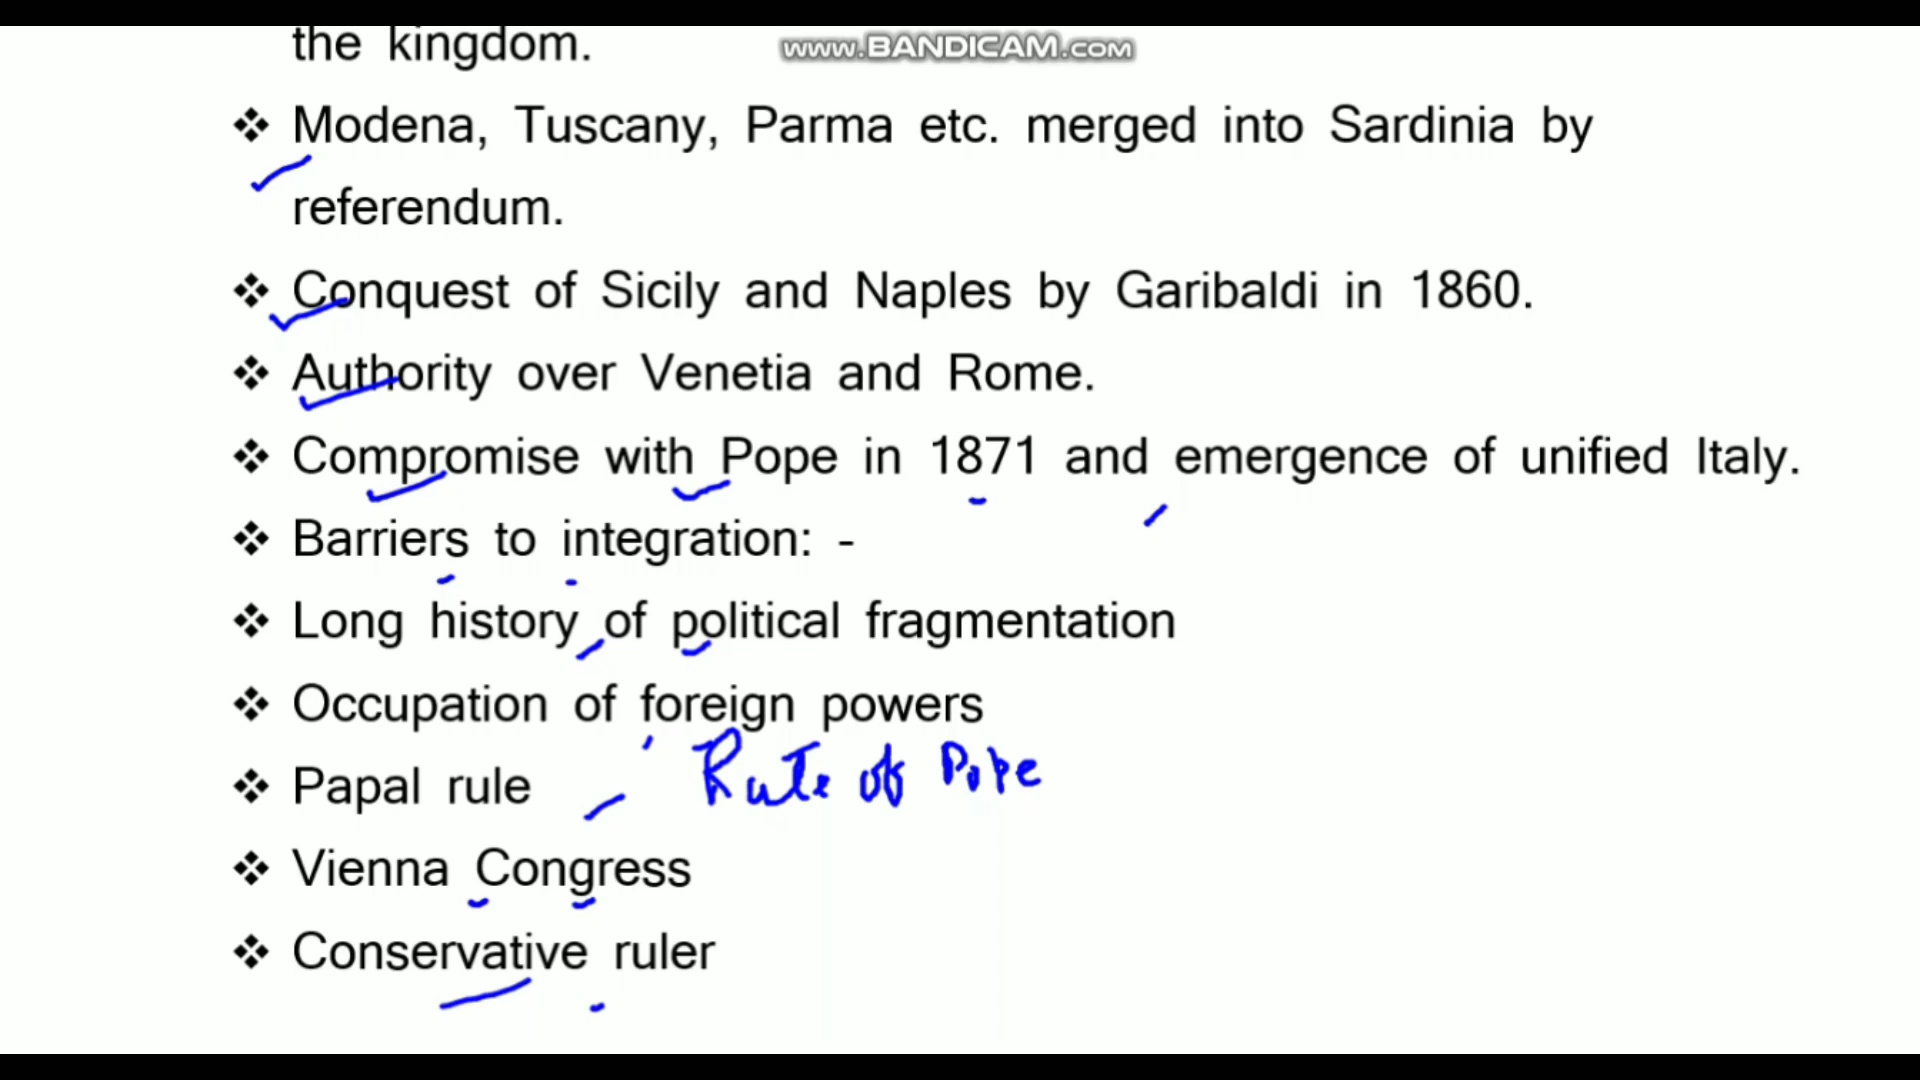 the kingdom.
www.BANDICAM.com
❖ Modena, Tuscany, Parma etc. merged into Sardinia by
referendum.
❖ Conquest of Sicily and Naples by Garibaldi in 1860.
❖ Authority over Venetia and Rome.
❖ Compromise with Pope in 1871 and emergence of unified Italy.
❖ Barriers to integration: -
❖ Long history of political fragmentation
❖ Occupation of foreign powers
❖ Papal rule
Rule of Pope
❖ Vienna Congress
❖ Conservative ruler